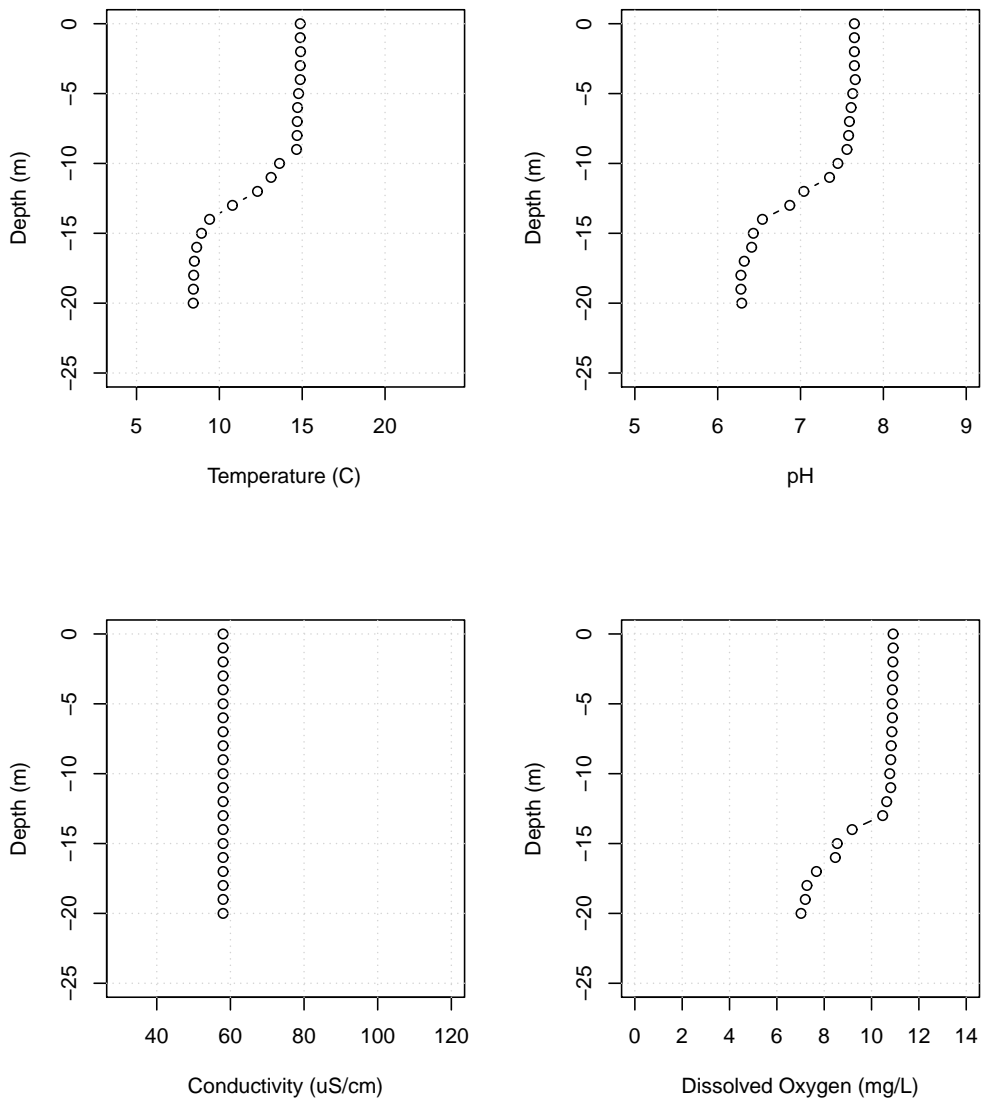 0
−5
−10
−15
−20
−25
Depth (m)
5 10 15 20
Temperature (C)
0
−5
−10
−15
−20
−25
Depth (m)
5 6 7 8 9
pH
0
−5
−10
−15
−20
−25
Depth (m)
40 60 80 100 120
Conductivity (uS/cm)
0
−5
−10
−15
−20
−25
Depth (m)
0 2 4 6 8 10 12 14
Dissolved Oxygen (mg/L)